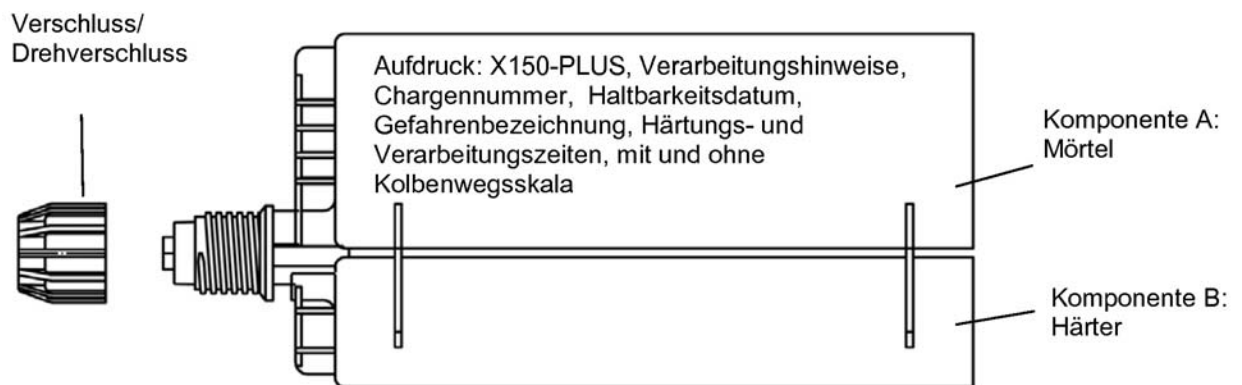 Verschluss/
Drehverschluss
Aufdruck: X150-PLUS, Verarbeitungshinweise,
Chargennummer, Haltbarkeitsdatum,
Gefahrenbezeichnung, Härtungs- und
Verarbeitungszeiten, mit und ohne
Kolbenwegsskala
Komponente A:
Mörtel
Komponente B:
Härter